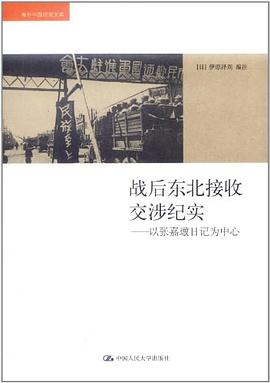 海外中国研究文库
[日] 伊原泽周 编注
战后东北接收
交涉纪实
——以张嘉璈日记为中心
中国人民大学出版社